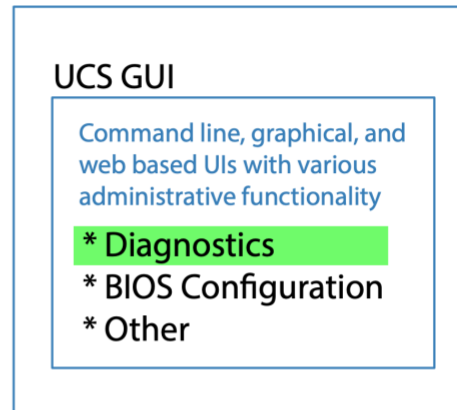 UCS GUI
Command line, graphical, and
web based UIs with various
administrative functionality
* Diagnostics
* BIOS Configuration
* Other